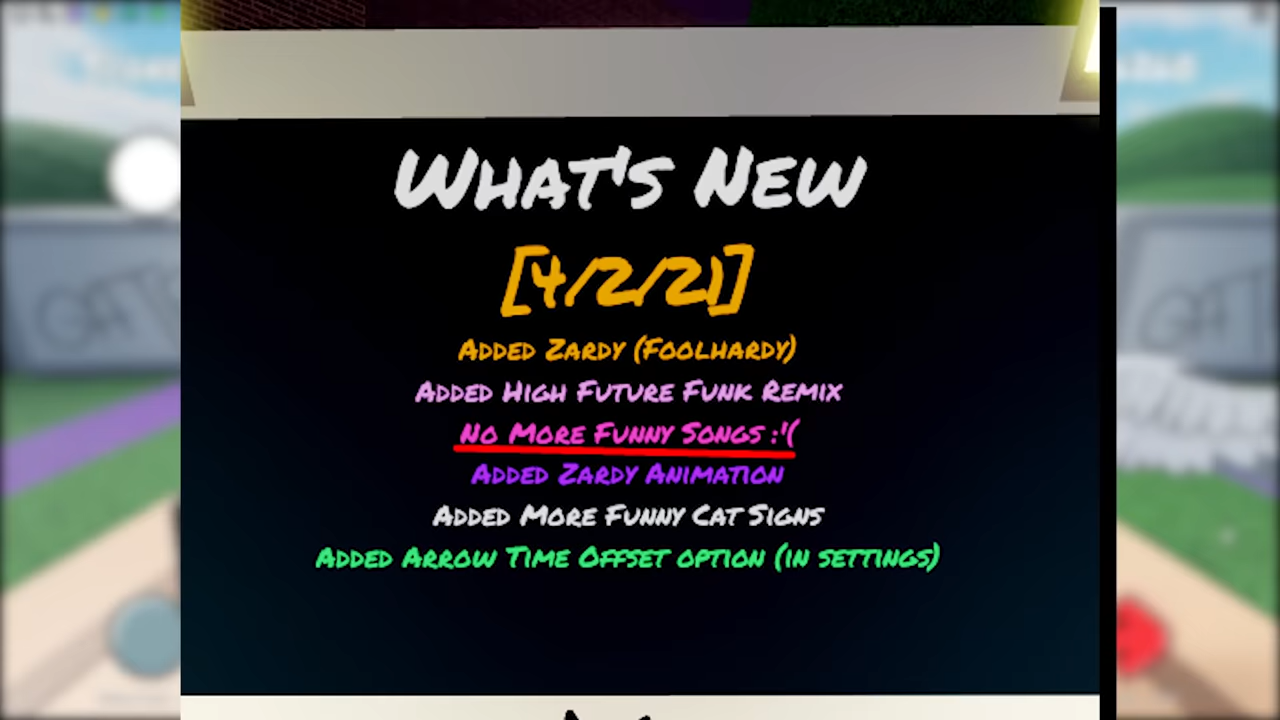 What's New
[4/2/21]
Added Zardy (Foolhardy)
Added High Future Funk Remix
No More Funny Songs :'(
Added Zardy Animation
Added More Funny Cat Signs
Added Arrow Time Offset option (in settings)